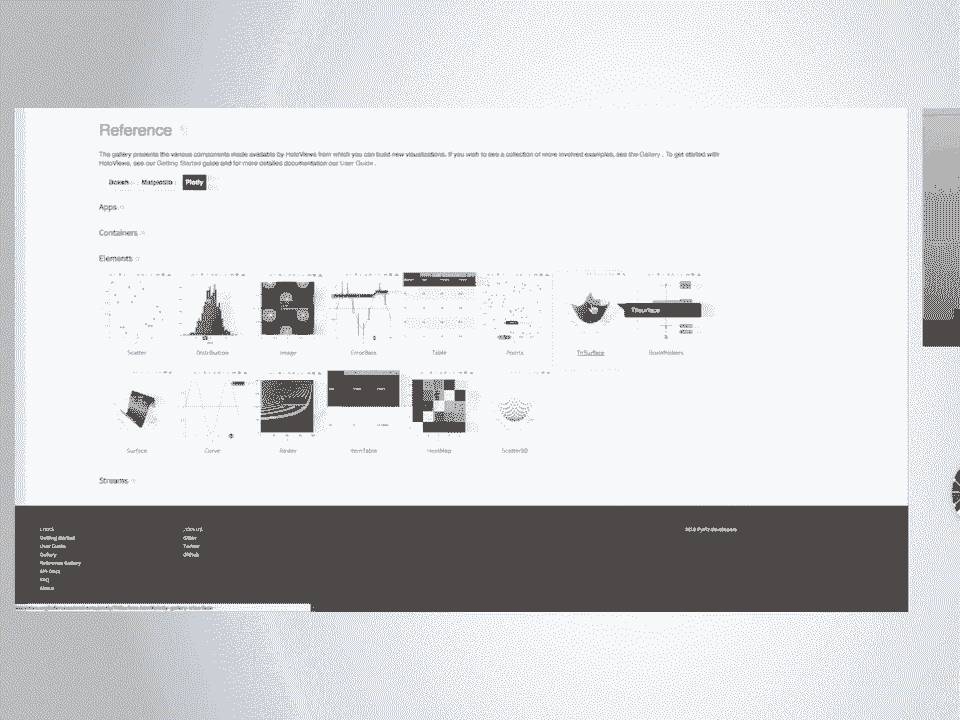 Reference
The gallery presents the various components made available by HoloViews from which you can build new visualizations. If you wish to see a collection of more involved examples, see the Gallery . To get started with
HoloViews, see our Getting Started guide and for more detailed documentation our User Guide .
Bokeh Matplotlib Plotly
Apps
Containers
Elements
TriSurface
Scatter Distribution Image ErrorBars Table Points TriSurface BoxWhiskers
Surface Curve Raster ItemTable HeatMap Scatter3D
Streams
Getting Started
User Guide
Gallery
Reference Gallery
API Docs
FAQ
About
Twitter
Github